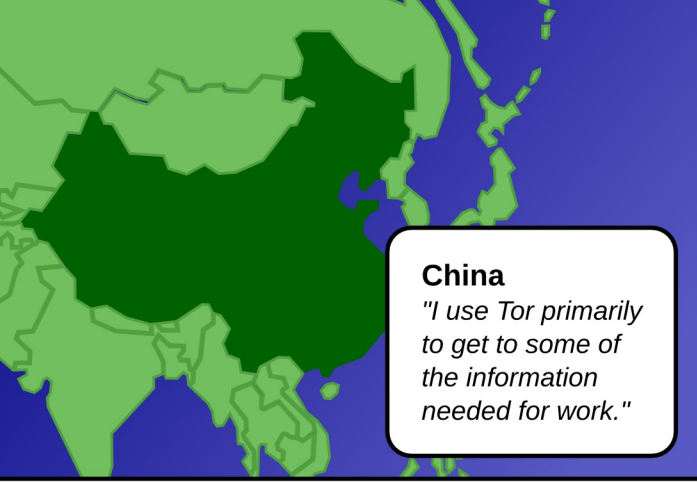 China
"I use Tor primarily
to get to some of
the information
needed for work."